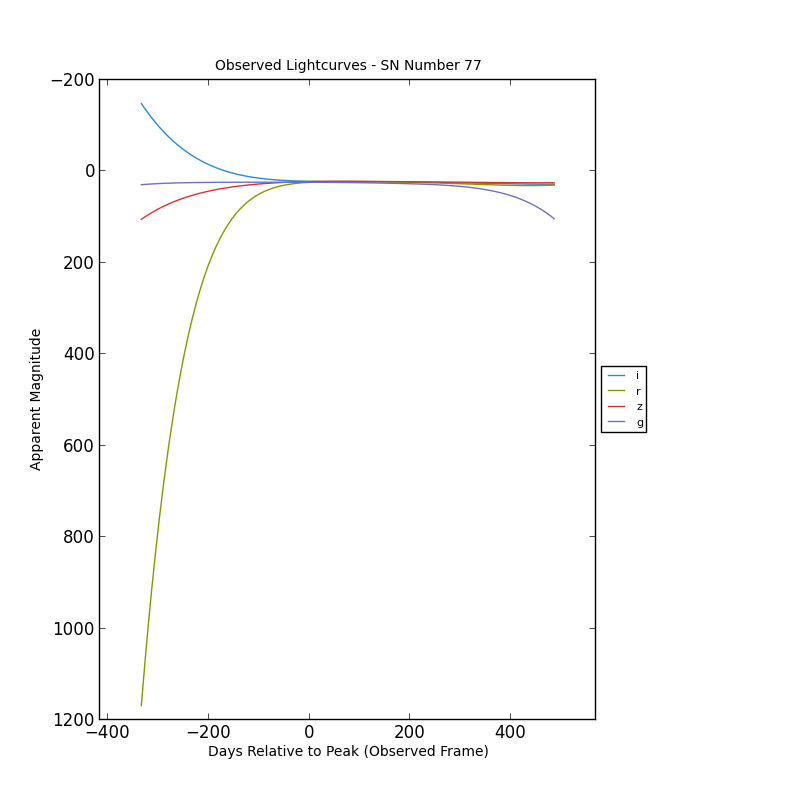 Observed Lightcurves - SN Number 77
−200
0
200
400
600
800
1000
1200
−400
−200
0
200
400
Apparent Magnitude
Days Relative to Peak (Observed Frame)
i
r
z
g